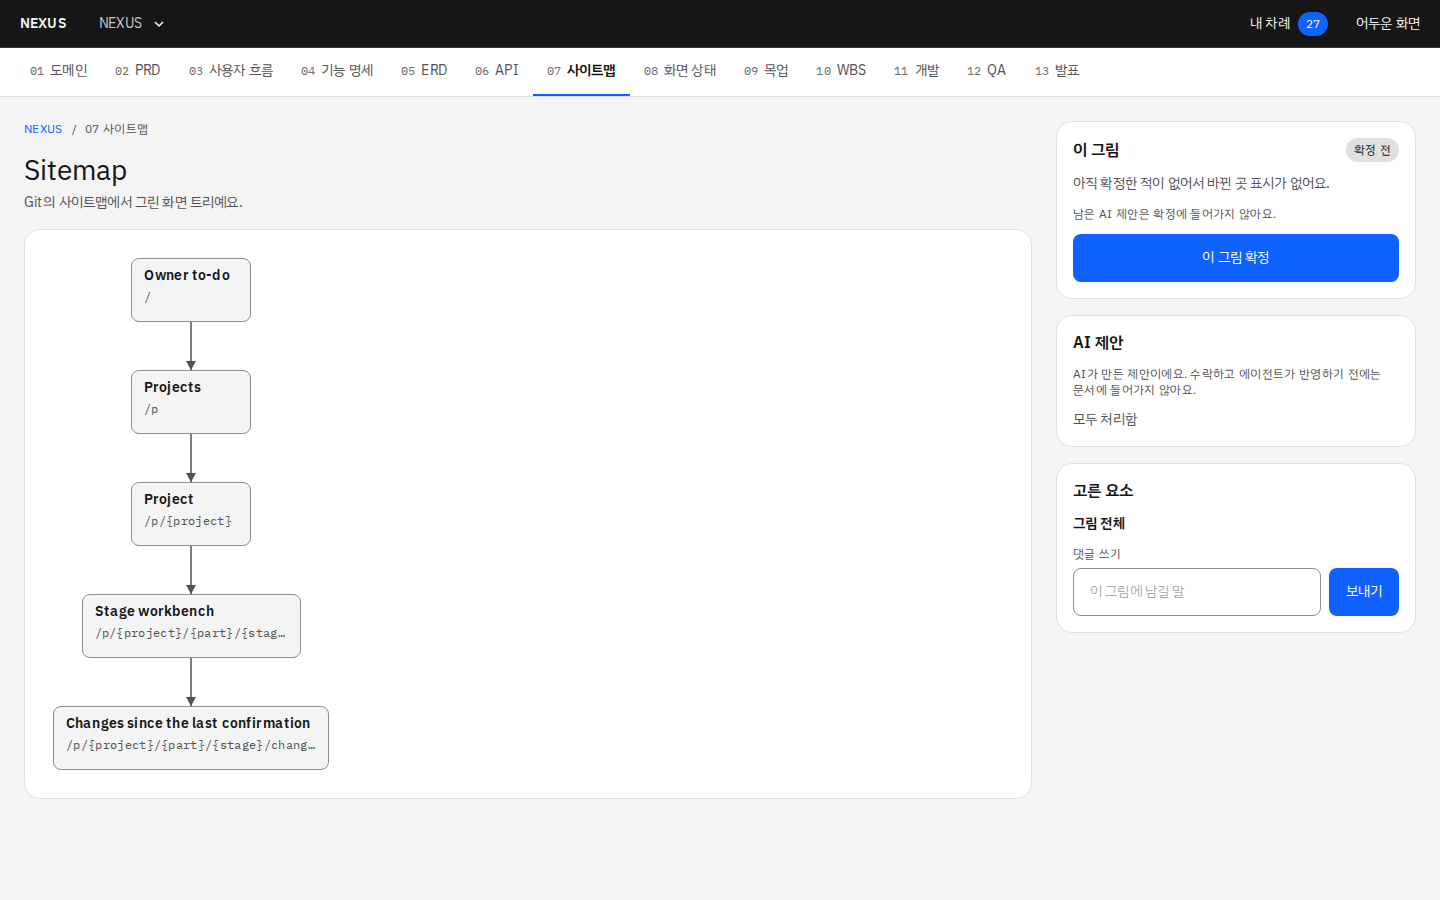 NEXUS
NEXUS
내 차례 27
어두운 화면
01 도메인
02 PRD
03 사용자 흐름
04 기능 명세
05 ERD
06 API
07 사이트맵
08 화면 상태
09 목업
10 WBS
11 개발
12 QA
13 발표
NEXUS / 07 사이트맵
Sitemap
Git의 사이트맵에서 그린 화면 트리예요.
Owner to-do
/
Projects
/p
Project
/p/{project}
Stage workbench
/p/{project}/{part}/{stag…
Changes since the last confirmation
/p/{project}/{part}/{stage}/chang…
이 그림
확정 전
아직 확정한 적이 없어서 바뀐 곳 표시가 없어요.
남은 AI 제안은 확정에 들어가지 않아요.
이 그림 확정
AI 제안
AI가 만든 제안이에요. 수락하고 에이전트가 반영하기 전에는
문서에 들어가지 않아요.
모두 처리함
고른 요소
그림 전체
댓글 쓰기
이 그림에 남길 말
보내기